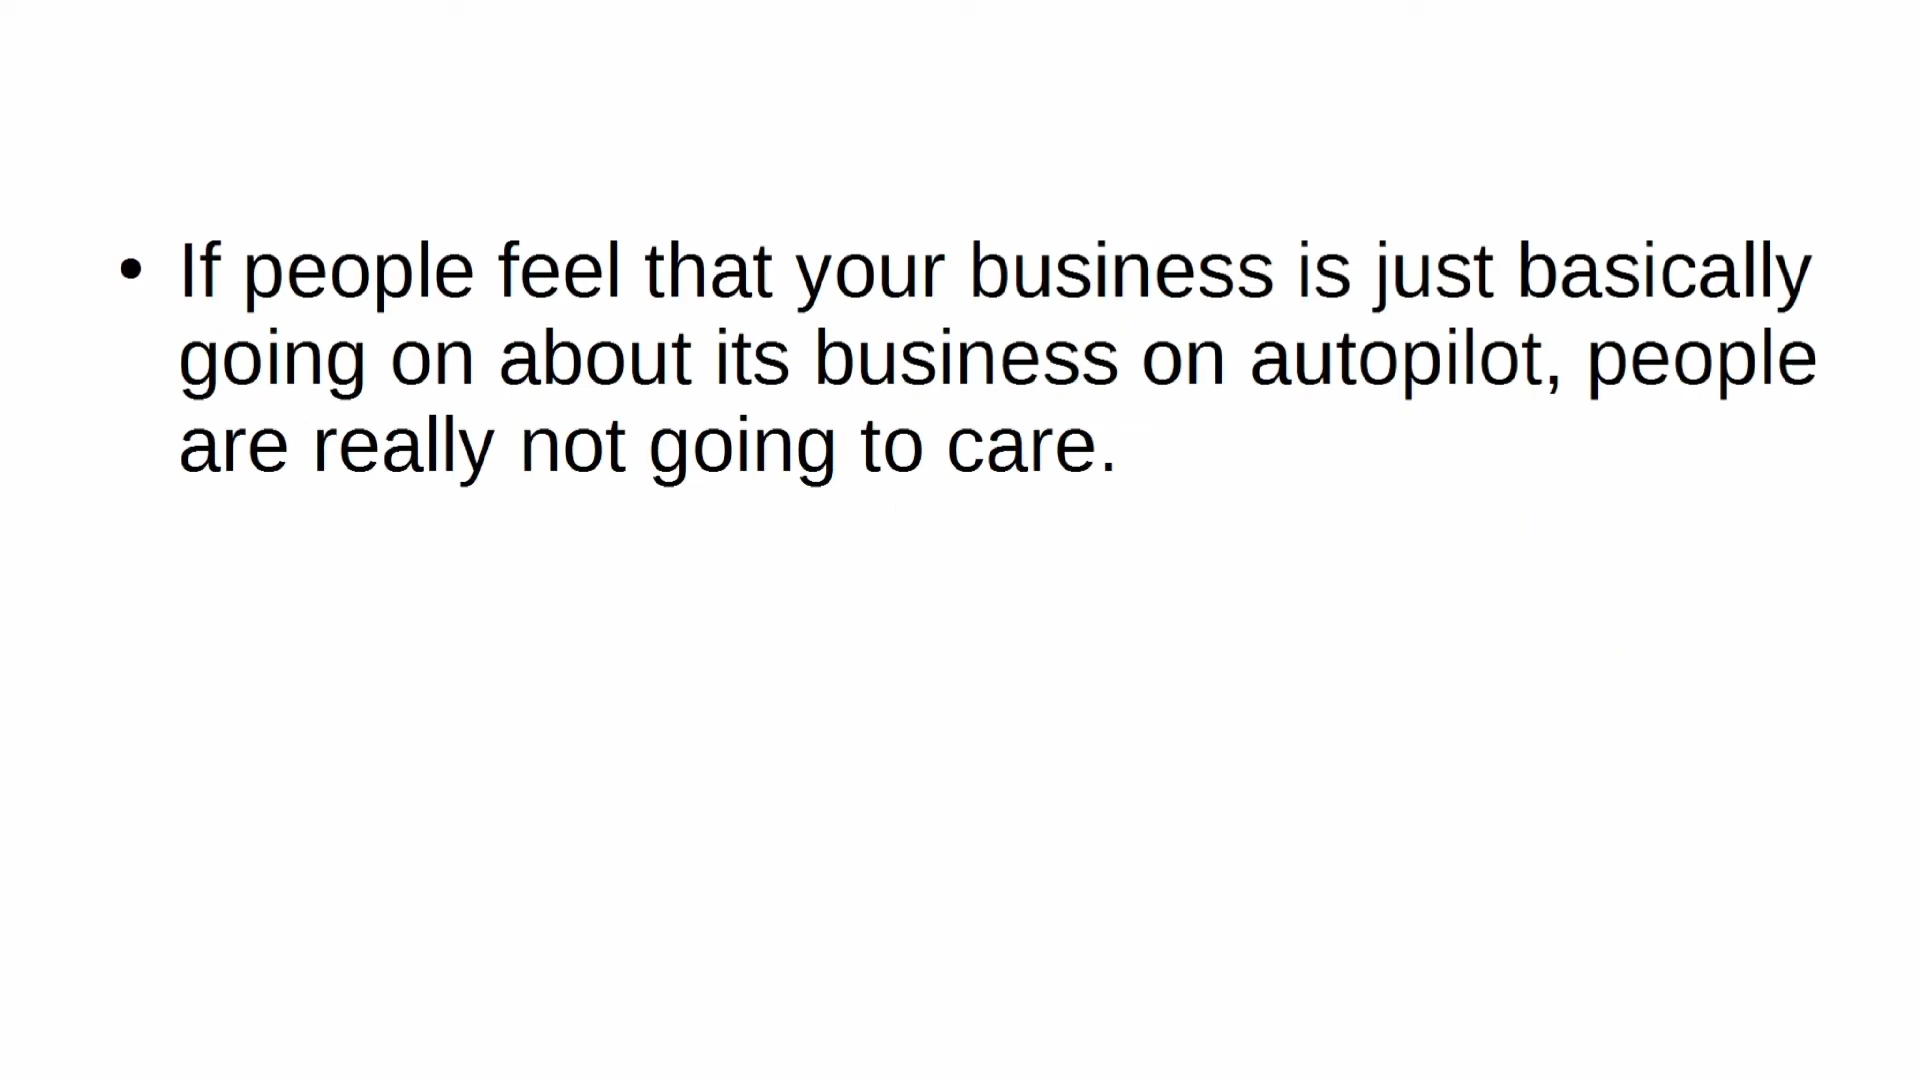 • If people feel that your business is just basically
going on about its business on autopilot, people
are really not going to care.